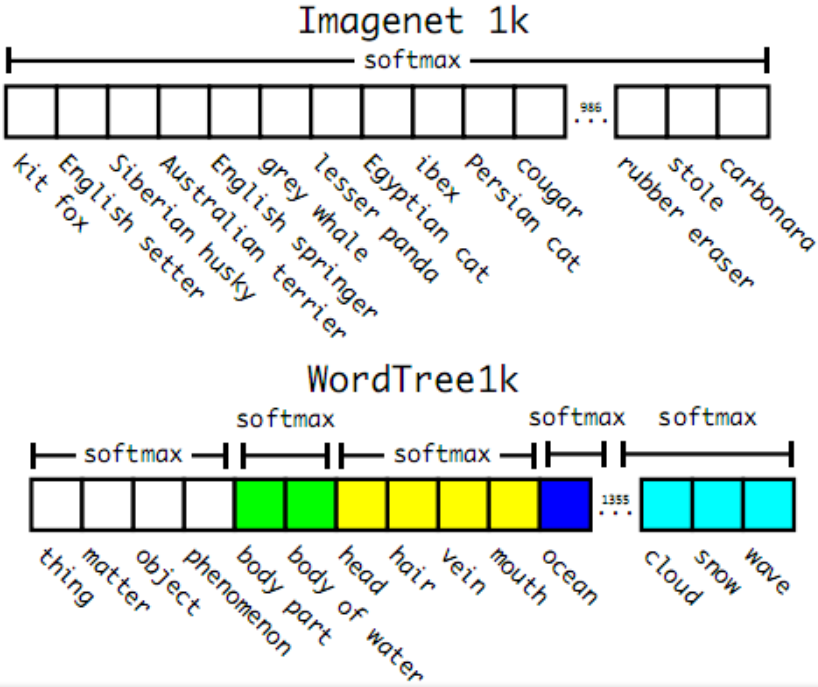 Imagenet 1k
softmax
986
...
kit fox
English setter
Siberian husky
Australian terrier
English springer
grey whale
lesser panda
Egyptian cat
ibex
Persian cat
cougar
rubber eraser
stole
carbonara
WordTree1k
softmax
softmax
softmax
softmax
softmax
1355
...
thing
matter
object
phenomenon
body part
body of water
head
hair
vein
mouth
ocean
cloud
snow
wave